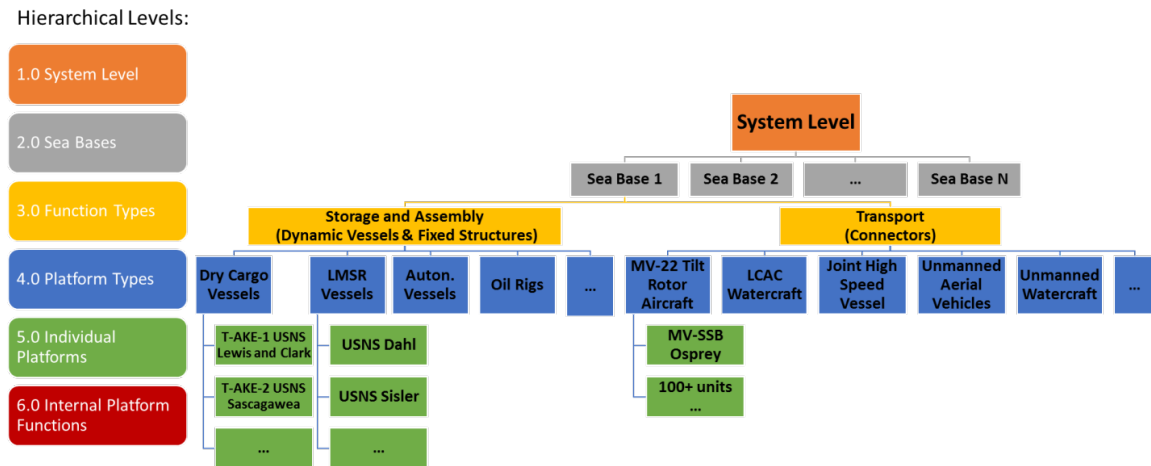 Hierarchical Levels:
1.0 System Level
2.0 Sea Bases
3.0 Function Types
4.0 Platform Types
5.0 Individual
Platforms
6.0 Internal Platform
Functions
System Level
Sea Base 1
Sea Base 2
...
Sea Base N
Storage and Assembly
(Dynamic Vessels & Fixed Structures)
Transport
(Connectors)
Dry Cargo
Vessels
LMSR
Vessels
Auton.
Vessels
Oil Rigs
...
MV-22 Tilt
Rotor
Aircraft
LCAC
Watercraft
Joint High
Speed
Vessel
Unmanned
Aerial
Vehicles
Unmanned
Watercraft
...
T-AKE-1 USNS
Lewis and Clark
T-AKE-2 USNS
Sascagawea
...
USNS Dahl
USNS Sisler
...
MV-SSB
Osprey
100+ units
...